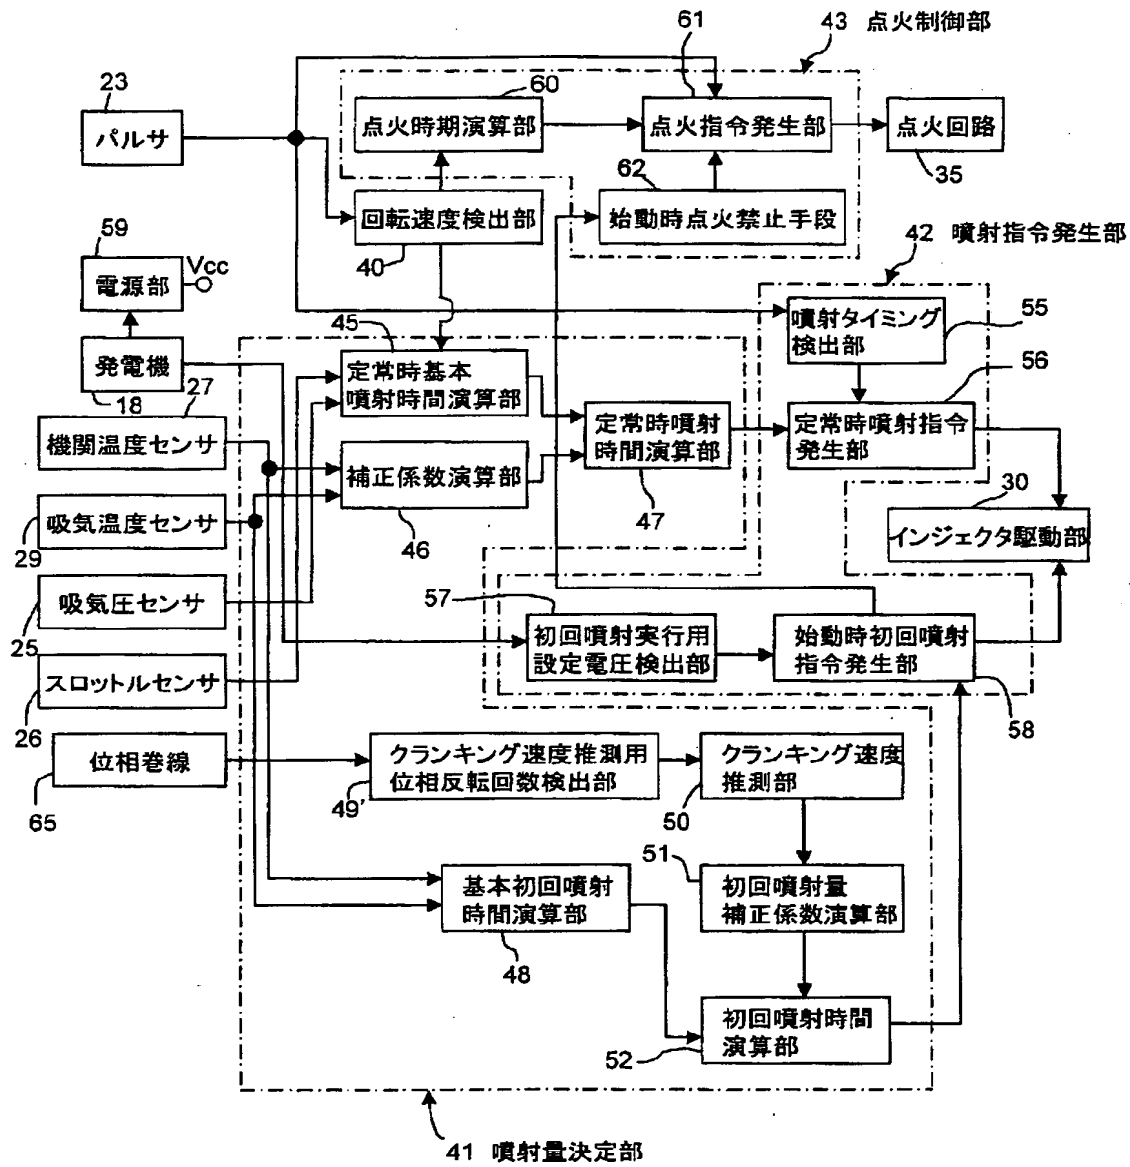 61
43 点火制御部
60
23
点火時期演算部
点火指令発生部
点火回路
パルサ
62
35
回転速度検出部
始動時点火禁止手段
59
40
42 噴射指令発生部
Vcc
電源部
45
噴射タイミング
検出部
55
発電機
定常時基本
噴射時間演算部
56
18
27
定常時噴射
時間演算部
定常時噴射指令
発生部
機関温度センサ
補正係数演算部
30
吸気温度センサ
47
29
46
インジェクタ駆動部
吸気圧センサ
57
25
初回噴射実行用
設定電圧検出部
始動時初回噴射
指令発生部
スロットルセンサ
26
58
位相巻線
クランキング速度推測用
位相反転回数検出部
クランキング速度
推測部
65
49'
50
51
基本初回噴射
時間演算部
初回噴射量
補正係数演算部
48
初回噴射時間
演算部
52
41 噴射量決定部